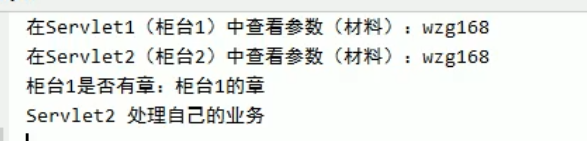 在Servlet1（柜台1）中查看参数（材料）：wzg168
在Servlet2（柜台2）中查看参数（材料）：wzg168
柜台1是否有章：柜台1的章
Servlet2 处理自己的业务